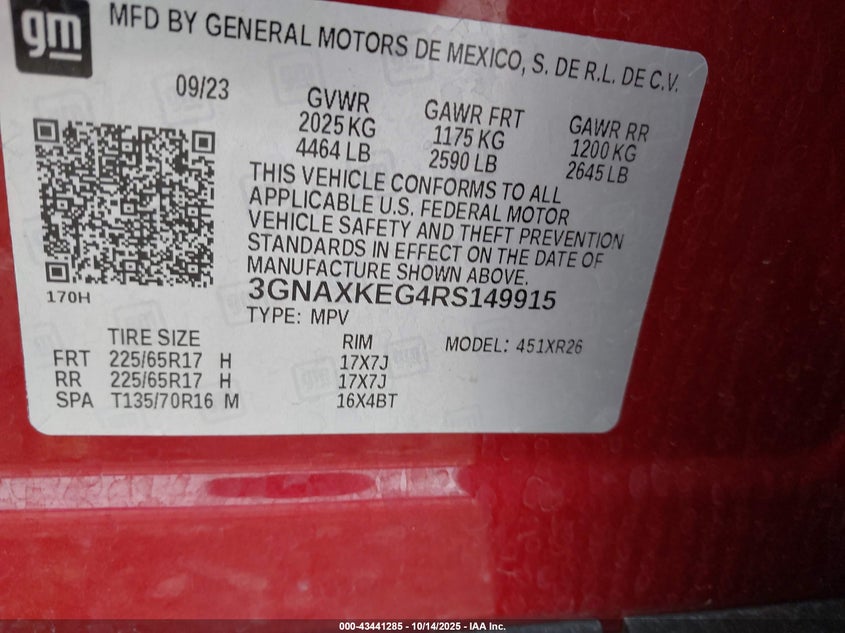 gm
MFD BY GENERAL MOTORS DE MEXICO, S. DE R.L. DE C.V.
09/23
GVWR GAWR FRT GAWR RR
2025 KG 1175 KG 1200 KG
4464 LB 2590 LB 2645 LB
THIS VEHICLE CONFORMS TO ALL
APPLICABLE U.S. FEDERAL MOTOR
VEHICLE SAFETY AND THEFT PREVENTION
STANDARDS IN EFFECT ON THE DATE OF
MANUFACTURE SHOWN ABOVE.
170H
3GNAXKEG4RS149915
TYPE: MPV
TIRE SIZE RIM MODEL: 451XR26
FRT 225/65R17 H 17X7J
RR 225/65R17 H 17X7J
SPA T135/70R16 M 16X4BT
000-43441285 - 10/14/2025 - IAA Inc.